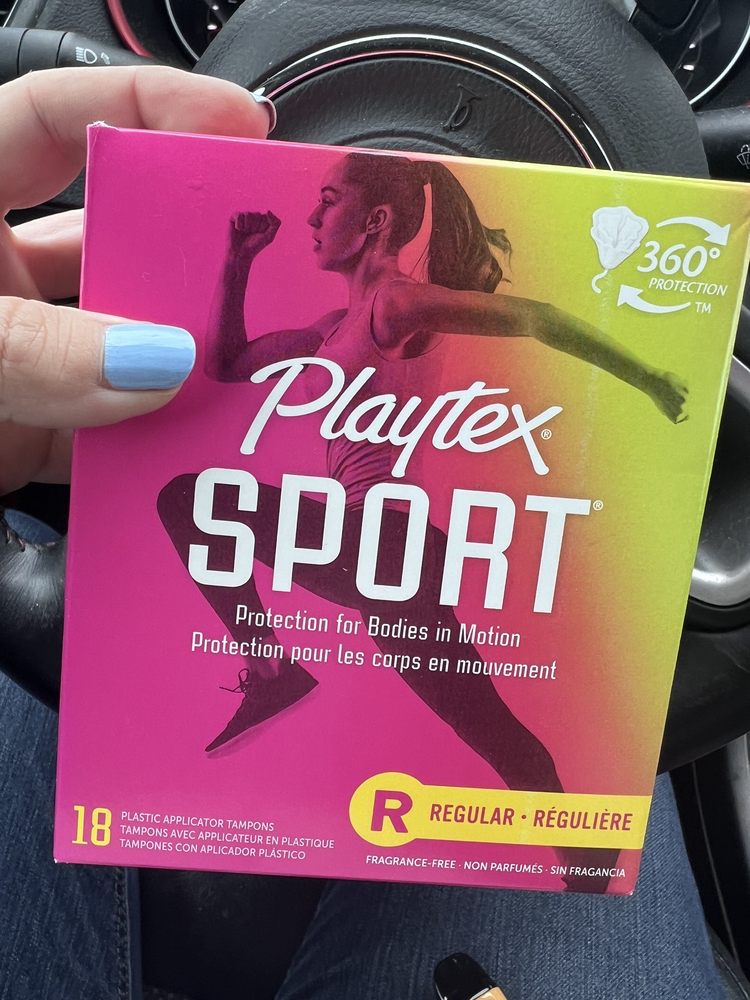 360°
PROTECTION
TM
Playtex®
SPORT®
Protection for Bodies in Motion
Protection pour les corps en mouvement
18
PLASTIC APPLICATOR TAMPONS
TAMPONS AVEC APPLICATEUR EN PLASTIQUE
TAMPONES CON APLICADOR PLÁSTICO
R REGULAR • RÉGULIÈRE
FRAGRANCE-FREE · NON PARFUMÉS · SIN FRAGANCIA